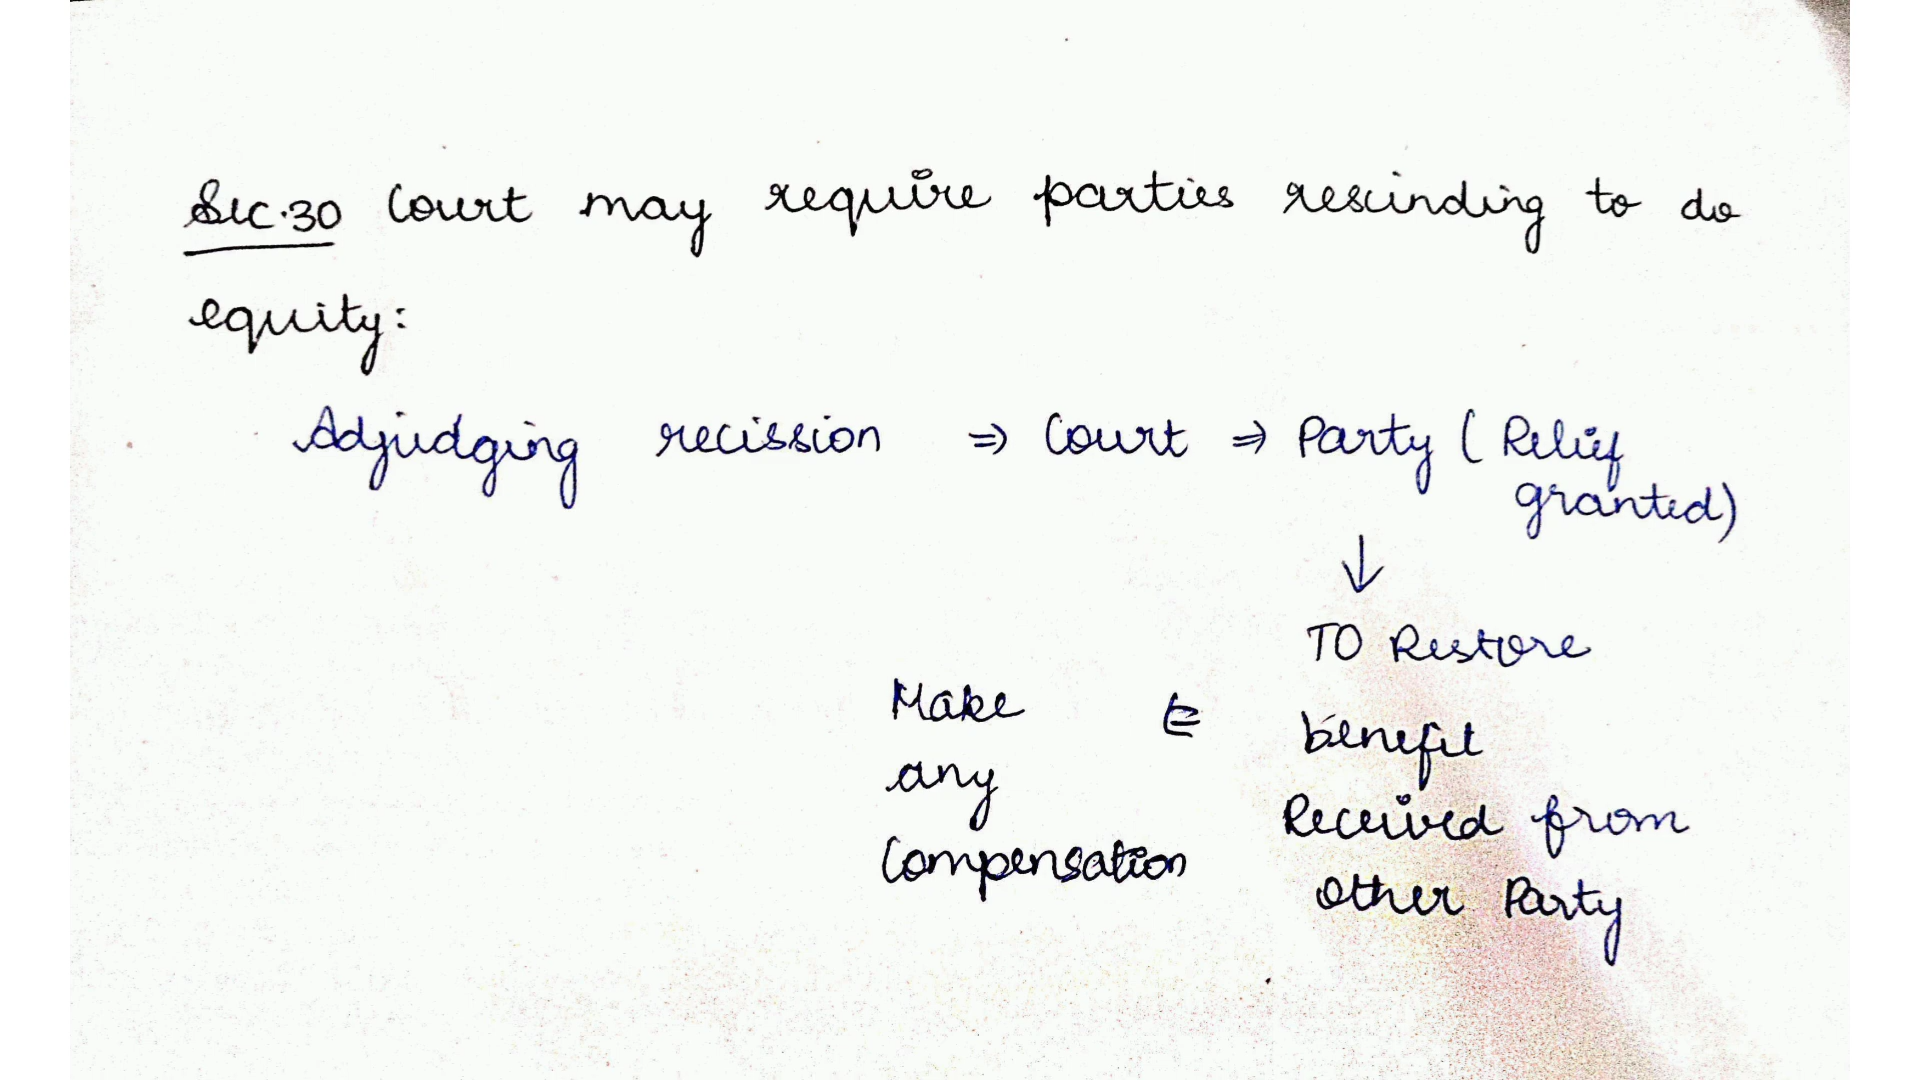 Sec.30 Court may require parties rescinding to do
equity:
Adjudging recission ⇒ Court ⇒ Party (Relief
granted)
↓
TO Restore
Make ⇐ benefit
any Received from
Compensation Other Party